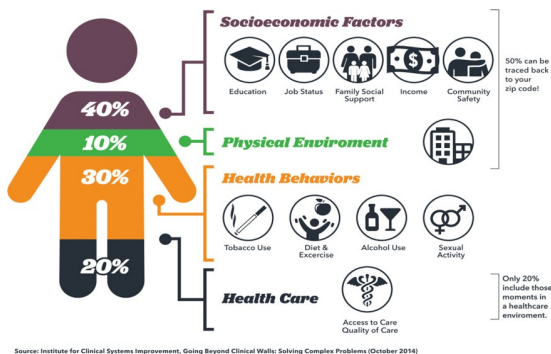 Socioeconomic Factors
Education
Job Status
Family Social
Support
Income
Community
Safety
50% can be
traced back
to your
zip code!
40%
10%
Physical Enviroment
30%
Health Behaviors
Tobacco Use
Diet &
Excercise
Alcohol Use
Sexual
Activity
20%
Health Care
Access to Care
Quality of Care
Only 20%
include those
moments in
a healthcare
enviroment.
Source: Institute for Clinical Systems Improvement, Going Beyond Clinical Walls: Solving Complex Problems (October 2014)